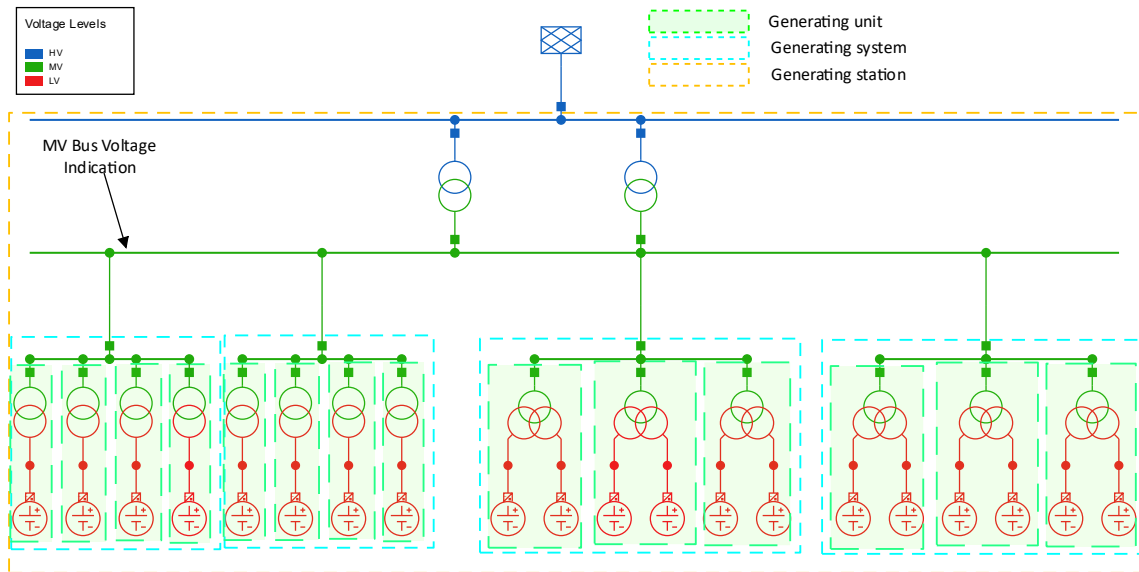 Voltage Levels
HV
MV
LV
Generating unit
Generating system
Generating station
MV Bus Voltage
Indication